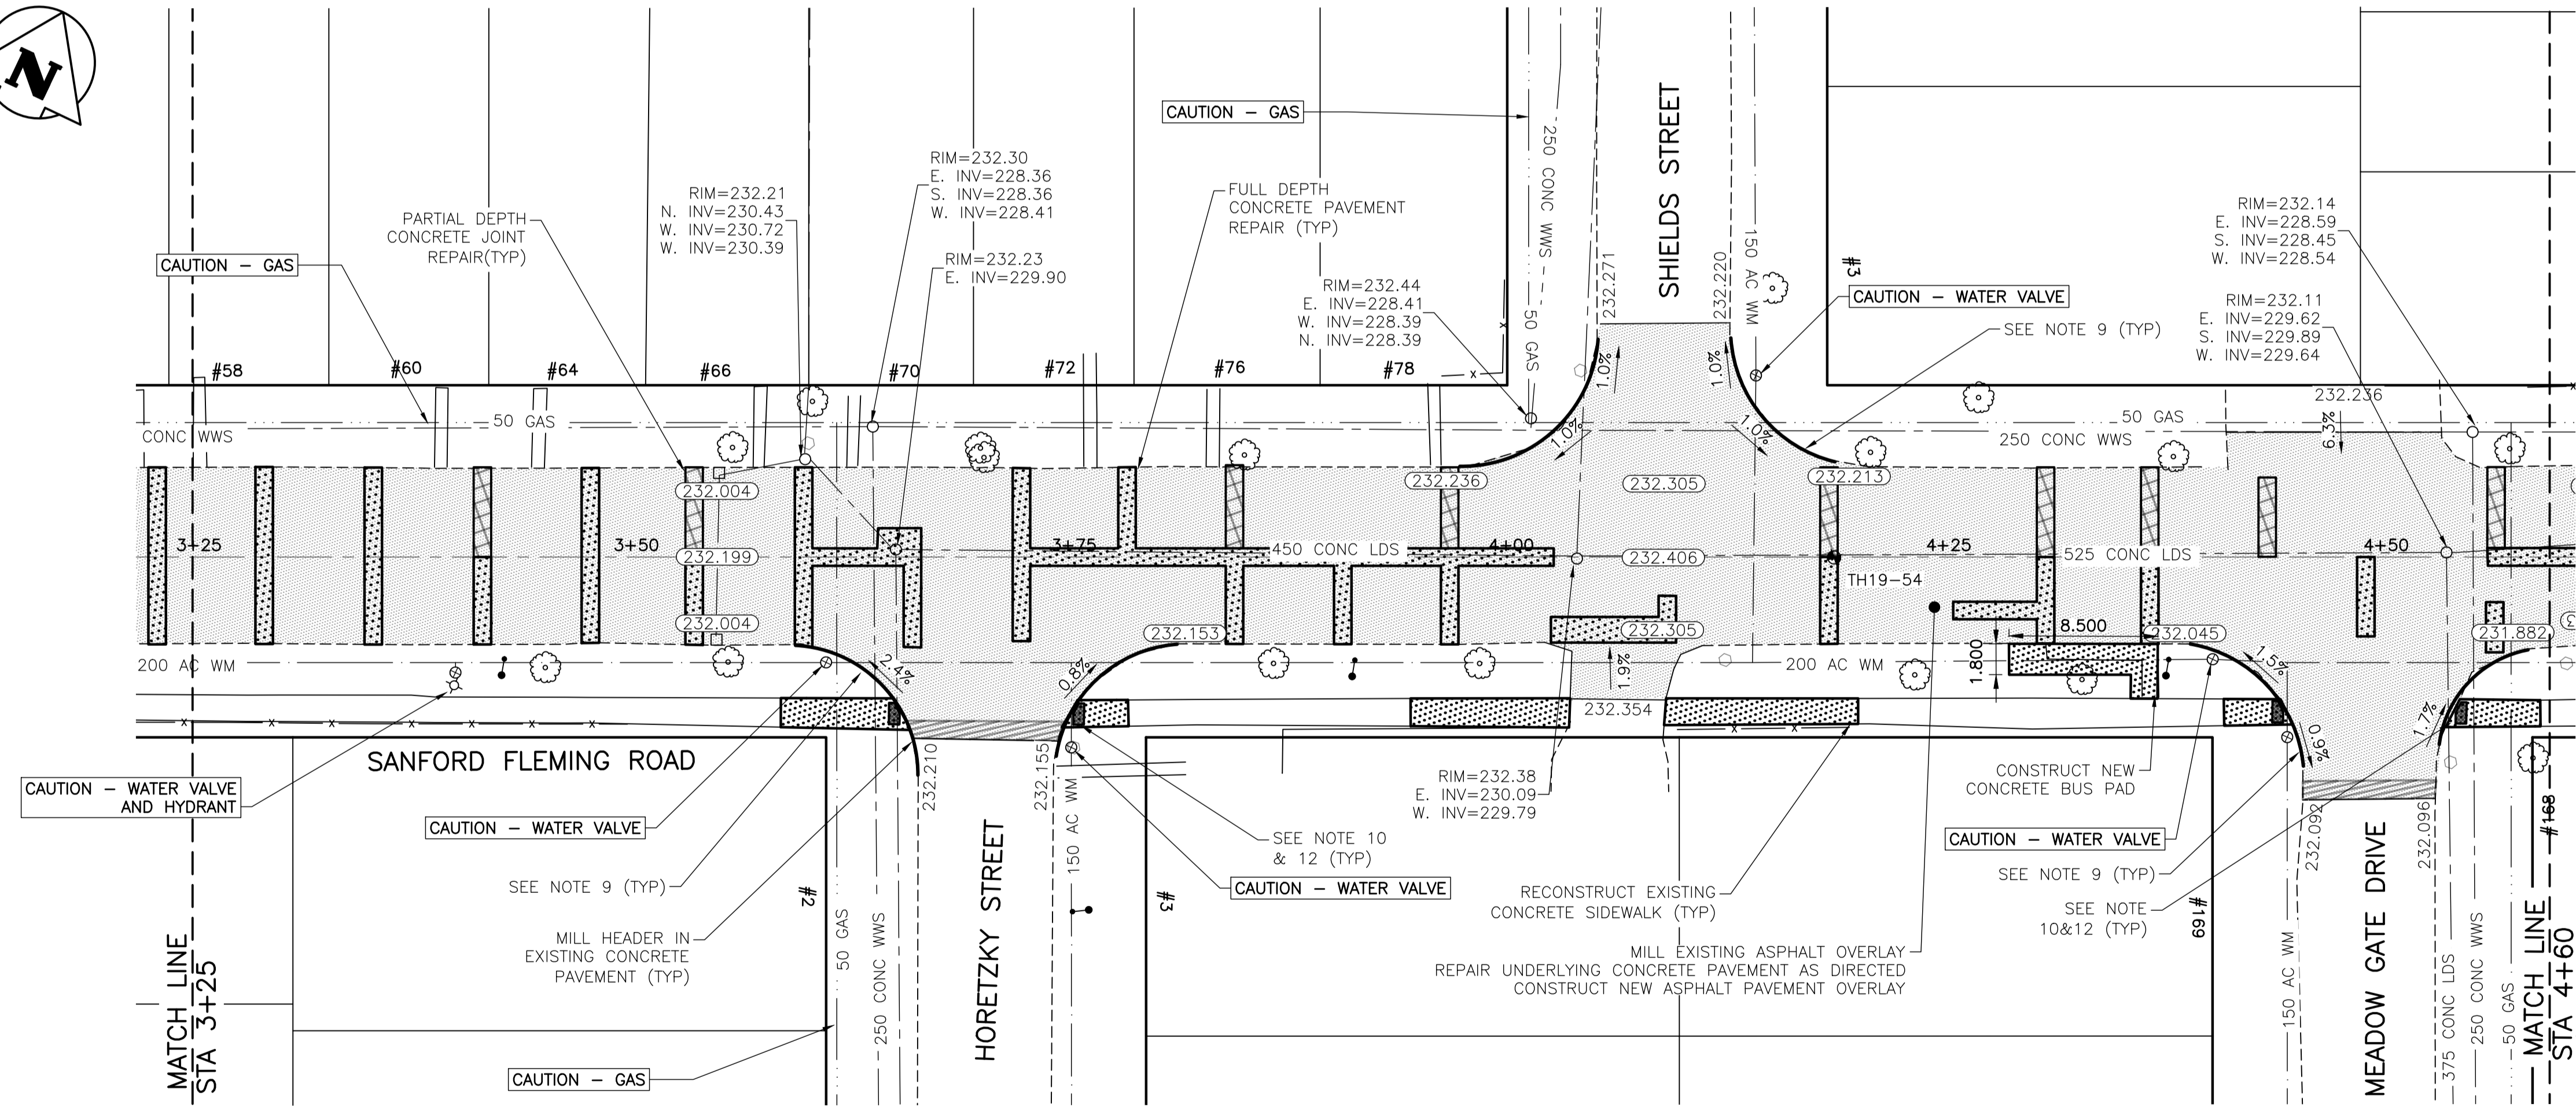 N
CAUTION – GAS
PARTIAL DEPTH
CONCRETE JOINT
REPAIR(TYP)
RIM=232.21
N. INV=230.43
W. INV=230.72
W. INV=230.39
RIM=232.30
E. INV=228.36
S. INV=228.36
W. INV=228.41
RIM=232.23
E. INV=229.90
CAUTION – GAS
FULL DEPTH
CONCRETE PAVEMENT
REPAIR (TYP)
RIM=232.44
E. INV=228.41
W. INV=228.39
N. INV=228.39
250 CONC WWS
50 GAS
232.271
SHIELDS STREET
232.220
150 AC WM
#3
CAUTION – WATER VALVE
SEE NOTE 9 (TYP)
RIM=232.14
E. INV=228.59
S. INV=228.45
W. INV=228.54
RIM=232.11
E. INV=229.62
S. INV=229.89
W. INV=229.64
#58
#60
#64
#66
#70
#72
#76
#78
1.0%
1.0%
1.0%
1.0%
232.236
6.3%
CONC WWS
50 GAS
50 GAS
250 CONC WWS
232.004
232.236
232.305
232.213
3+25
3+50
232.199
3+75
450 CONC LDS
4+00
232.406
4+25
525 CONC LDS
4+50
TH19-54
232.004
232.153
232.305
8.500
232.045
231.882
200 AC WM
2.4%
0.8%
1.9%
200 AC WM
1.800
1.5%
1.7%
0.9%
232.354
SANFORD FLEMING ROAD
232.210
232.155
CAUTION – WATER VALVE
AND HYDRANT
CAUTION – WATER VALVE
SEE NOTE 9 (TYP)
MILL HEADER IN
EXISTING CONCRETE
PAVEMENT (TYP)
CAUTION – GAS
#2
50 GAS
250 CONC WWS
HORETZKY STREET
150 AC WM
#3
SEE NOTE 10
& 12 (TYP)
CAUTION – WATER VALVE
RIM=232.38
E. INV=230.09
W. INV=229.79
RECONSTRUCT EXISTING
CONCRETE SIDEWALK (TYP)
MILL EXISTING ASPHALT OVERLAY
REPAIR UNDERLYING CONCRETE PAVEMENT AS DIRECTED
CONSTRUCT NEW ASPHALT PAVEMENT OVERLAY
CONSTRUCT NEW
CONCRETE BUS PAD
CAUTION – WATER VALVE
SEE NOTE 9 (TYP)
SEE NOTE
10&12 (TYP)
#169
150 AC WM
232.092
MEADOW GATE DRIVE
232.096
375 CONC LDS
250 CONC WWS
50 GAS
#168
MATCH LINE
STA 3+25
MATCH LINE
STA 4+60